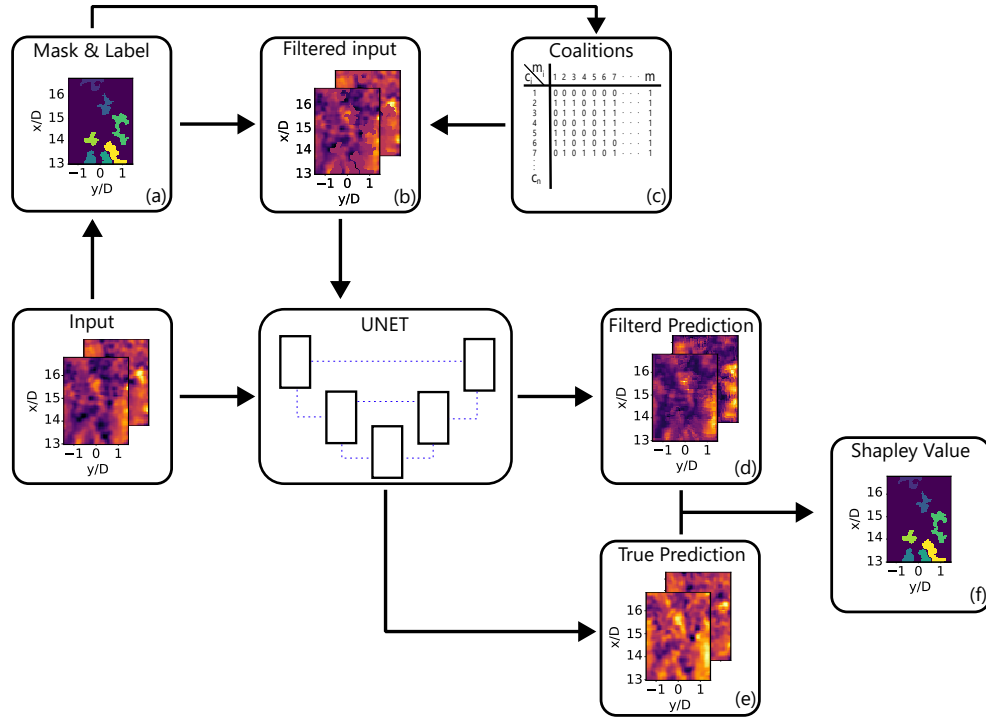 Mask & Label
x/D
16
15
14
13
−1 0 1
y/D
(a)
Filtered input
x/D
16
15
14
13
−1 0 1
y/D
(b)
Coalitions
m i
c i
1 2 3 4 5 6 7 · · · · m
1 0 0 0 0 0 0 0 · · · · 1
2 1 1 1 0 1 1 1 · · · · 1
3 0 1 1 0 0 1 1 · · · · 1
4 0 0 0 1 0 1 1 · · · · 1
5 1 1 0 0 0 1 1 · · · · 1
6 1 1 0 1 0 1 0 · · · · 1
7 0 1 0 1 1 0 1 · · · · 1
cn
(c)
Input
x/D
16
15
14
13
−1 0 1
y/D
UNET
Filterd Prediction
x/D
16
15
14
13
−1 0 1
y/D
(d)
True Prediction
x/D
16
15
14
13
−1 0 1
y/D
(e)
Shapley Value
x/D
16
15
14
13
−1 0 1
y/D
(f)